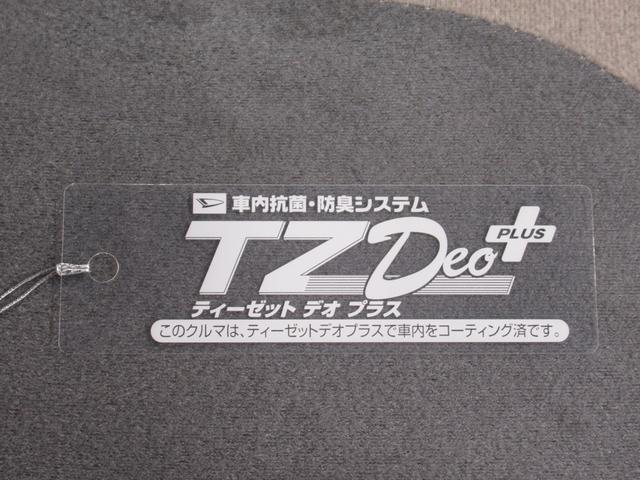 車内抗菌・防臭システム
TZ Deo PLUS
ティーゼット デオ プラス
このクルマは、ティーゼットデオプラスで車内をコーティング済です。